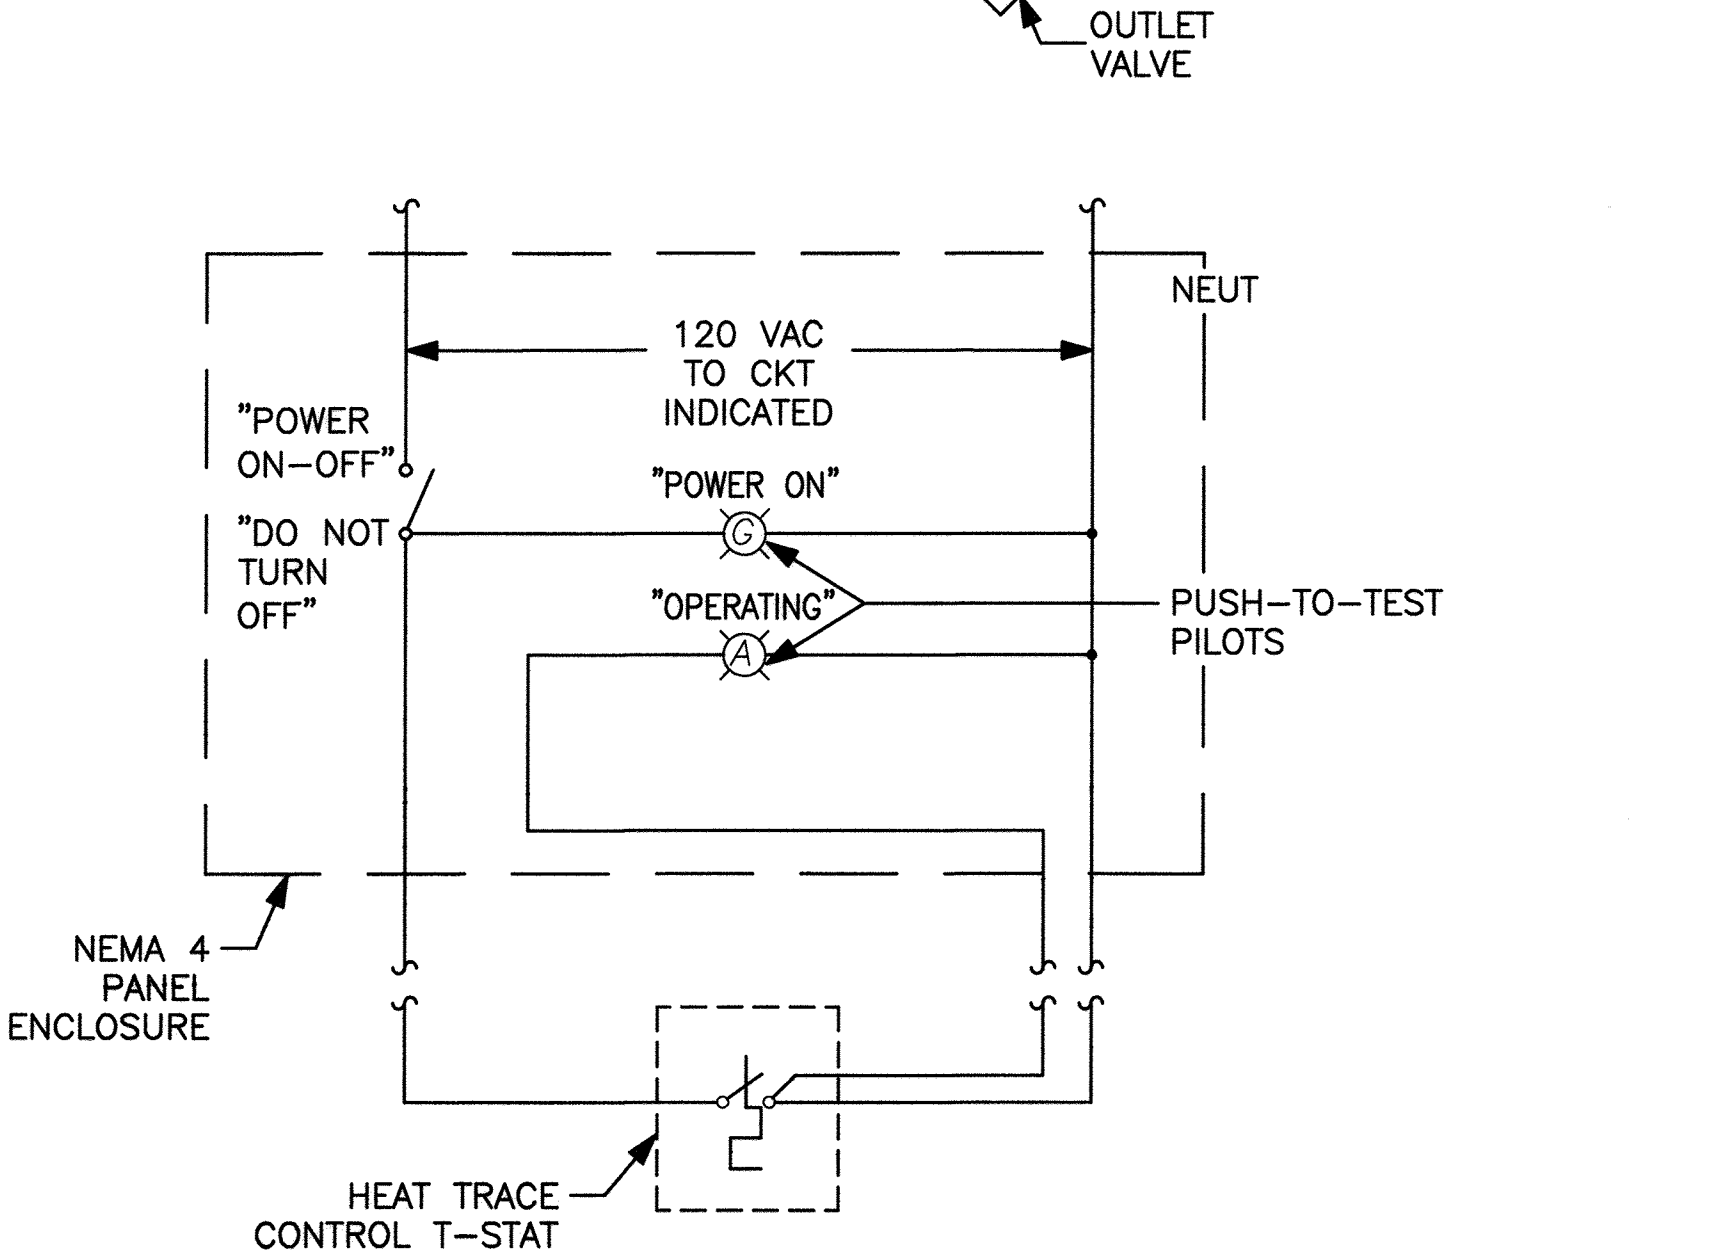 OUTLET
VALVE
NEUT
120 VAC
TO CKT
INDICATED
"POWER
ON-OFF"
"POWER ON"
"DO NOT
TURN
OFF"
G
"OPERATING"
A
PUSH-TO-TEST
PILOTS
NEMA 4
PANEL
ENCLOSURE
HEAT TRACE
CONTROL T-STAT